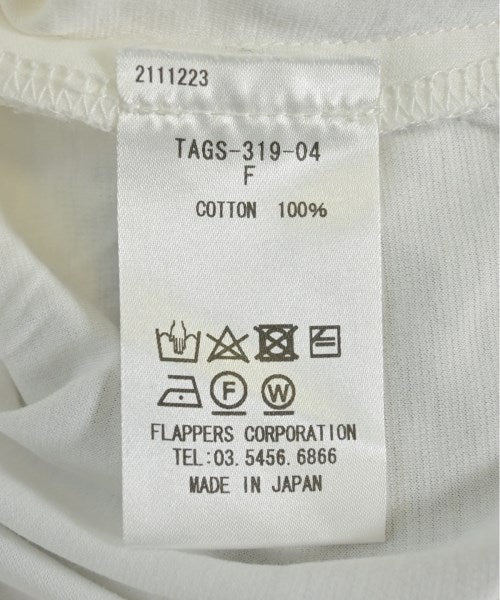 2111223
TAGS-319-04
F
COTTON 100%
F W
FLAPPERS CORPORATION
TEL:03.5456.6866
MADE IN JAPAN